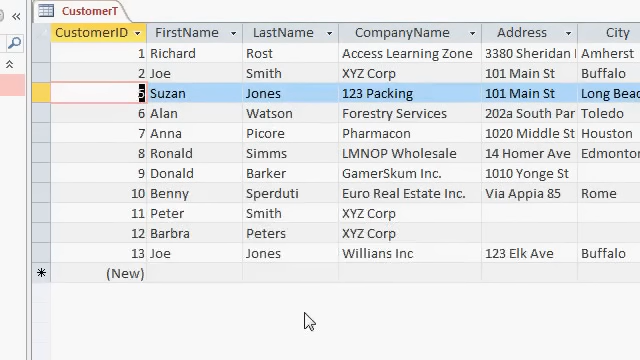 CustomerT
CustomerID FirstName LastName CompanyName Address City
1 Richard Rost Access Learning Zone 3380 Sheridan Amherst
2 Joe Smith XYZ Corp 101 Main St Buffalo
5 Suzan Jones 123 Packing 101 Main St Long Bea
6 Alan Watson Forestry Services 202a South Par Toledo
7 Anna Picore Pharmacon 1020 Middle St Houston
8 Ronald Simms LMNOP Wholesale 14 Homer Ave Edmonto
9 Donald Barker GamerSkum Inc. 1010 Yonge St
10 Benny Sperduti Euro Real Estate Inc. Via Appia 85 Rome
11 Peter Smith XYZ Corp
12 Barbra Peters XYZ Corp
13 Joe Jones Willians Inc 123 Elk Ave Buffalo
(New)